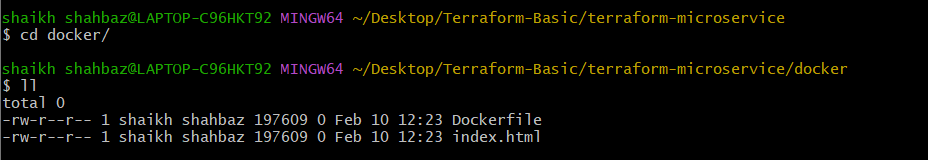 shaikh shahbaz@LAPTOP-C96HKT92 MINGW64 ~/Desktop/Terraform-Basic/terraform-microservice
$ cd docker/
shaikh shahbaz@LAPTOP-C96HKT92 MINGW64 ~/Desktop/Terraform-Basic/terraform-microservice/docker
$ ll
total 0
-rw-r--r-- 1 shaikh shahbaz 197609 0 Feb 10 12:23 Dockerfile
-rw-r--r-- 1 shaikh shahbaz 197609 0 Feb 10 12:23 index.html